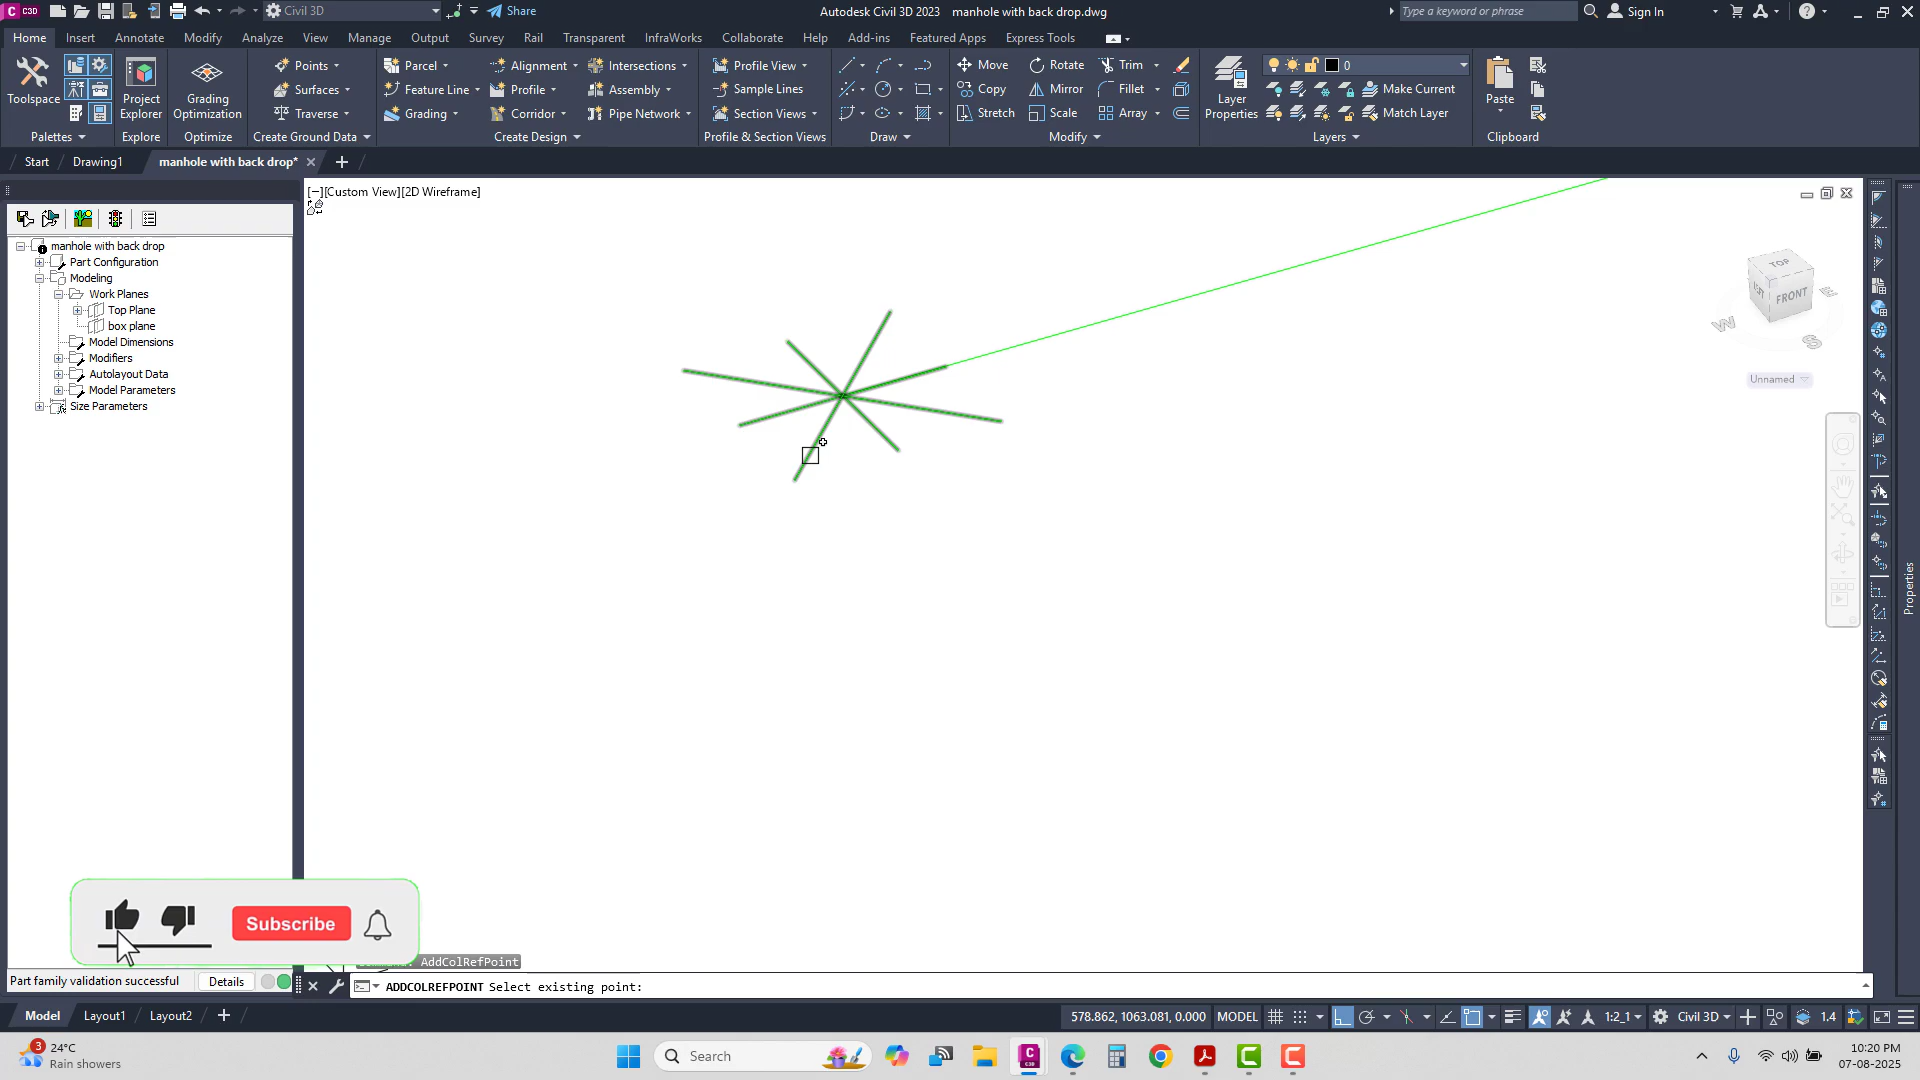 C3D
Civil 3D
Share
Autodesk Civil 3D 2023 manhole with back drop.dwg
Type a keyword or phrase
Sign In
Home
Insert
Annotate
Modify
Analyze
View
Manage
Output
Survey
Rail
Transparent
InfraWorks
Collaborate
Help
Add-ins
Featured Apps
Express Tools
Toolspace
Project Explorer
Grading Optimization
Points
Surfaces
Traverse
Parcel
Feature Line
Grading
Alignment
Profile
Corridor
Intersections
Assembly
Pipe Network
Profile View
Sample Lines
Section Views
Move
Rotate
Trim
Copy
Mirror
Fillet
Stretch
Scale
Array
Layer Properties
0
Make Current
Match Layer
Paste
Palettes
Explore
Optimize
Create Ground Data
Create Design
Profile & Section Views
Draw
Modify
Layers
Clipboard
Start
Drawing1
manhole with back drop*
[−][Custom View][2D Wireframe]
manhole with back drop
Part Configuration
Modeling
Work Planes
Top Plane
box plane
Model Dimensions
Modifiers
Autolayout Data
Model Parameters
Size Parameters
TOP
LEFT
FRONT
W
E
S
Unnamed
Properties
Subscribe
AddColRefPoint
Part family validation successful
Details
ADDCOLREFPOINT Select existing point:
Model
Layout1
Layout2
578.862, 1063.081, 0.000
MODEL
1:2_1
Civil 3D
1.4
3
24°C
Rain showers
Search
10:20 PM
07-08-2025